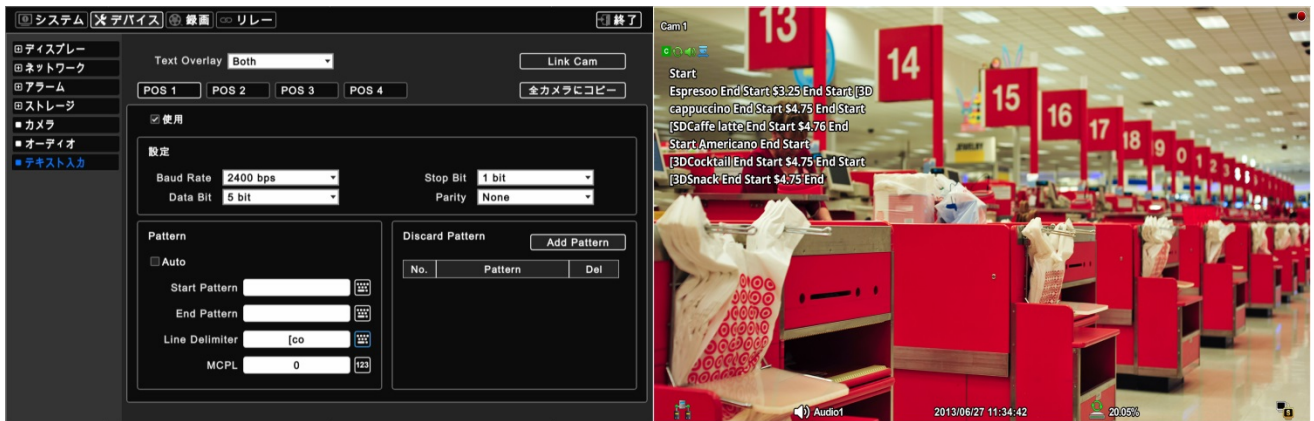 システム デバイス 録画 リレー 終了
ディスプレー
ネットワーク
アラーム
ストレージ
カメラ
オーディオ
テキスト入力
Text Overlay Both Link Cam
POS 1 POS 2 POS 3 POS 4 全カメラにコピー
使用
設定
Baud Rate 2400 bps Stop Bit 1 bit
Data Bit 5 bit Parity None
Pattern
Auto
Start Pattern
End Pattern
Line Delimiter [co
MCPL 0 123
Discard Pattern Add Pattern
No. Pattern Del
Cam 1
C
Start
Espresoo End Start $3.25 End Start [3D
cappuccino End Start $4.75 End Start
[SDCaffe latte End Start $4.76 End
Start Americano End Start
[3DCocktail End Start $4.75 End Start
[3DSnack End Start $4.75 End
13
14
15
16
17
18
9
0
1
2
3
JEWELRY
Audio1 2013/06/27 11:34:42 20.05% S